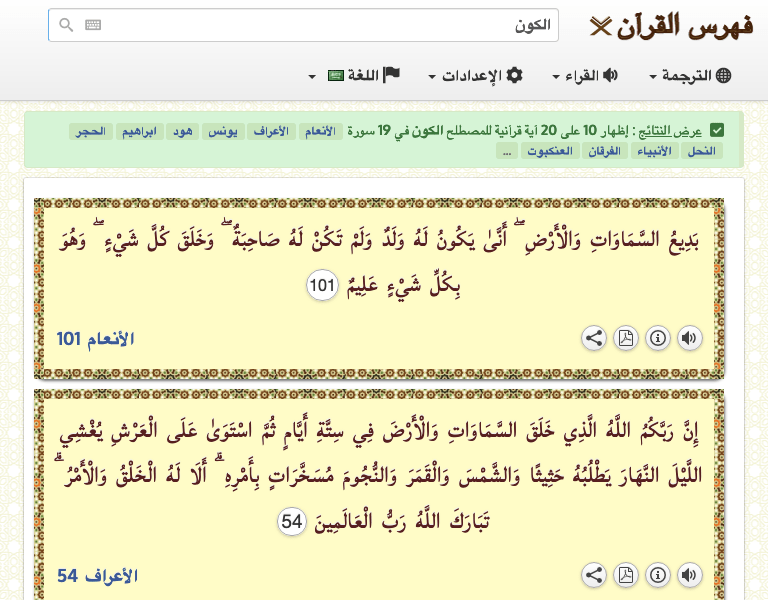 فهرس القرآن
الكون
الترجمة القراء الإعدادات اللغة
عرض النتائج : إظهار 10 على 20 آية قرآنية للمصطلح الكون في 19 سورة الأنعام الأعراف يونس هود ابراهيم الحجر
النحل الأنبياء الفرقان العنكبوت ...
بَدِيعُ السَّمَاوَاتِ وَالْأَرْضِ ۖ أَنَّىٰ يَكُونُ لَهُ وَلَدٌ وَلَمْ تَكُنْ لَهُ صَاحِبَةٌ ۖ وَخَلَقَ كُلَّ شَيْءٍ ۖ وَهُوَ
بِكُلِّ شَيْءٍ عَلِيمٌ 101
الأنعام 101
إِنَّ رَبَّكُمُ اللَّهُ الَّذِي خَلَقَ السَّمَاوَاتِ وَالْأَرْضَ فِي سِتَّةِ أَيَّامٍ ثُمَّ اسْتَوَىٰ عَلَى الْعَرْشِ يُغْشِي
اللَّيْلَ النَّهَارَ يَطْلُبُهُ حَثِيثًا وَالشَّمْسَ وَالْقَمَرَ وَالنُّجُومَ مُسَخَّرَاتٍ بِأَمْرِهِ ۗ أَلَا لَهُ الْخَلْقُ وَالْأَمْرُ ۗ
تَبَارَكَ اللَّهُ رَبُّ الْعَالَمِينَ 54
الأعراف 54